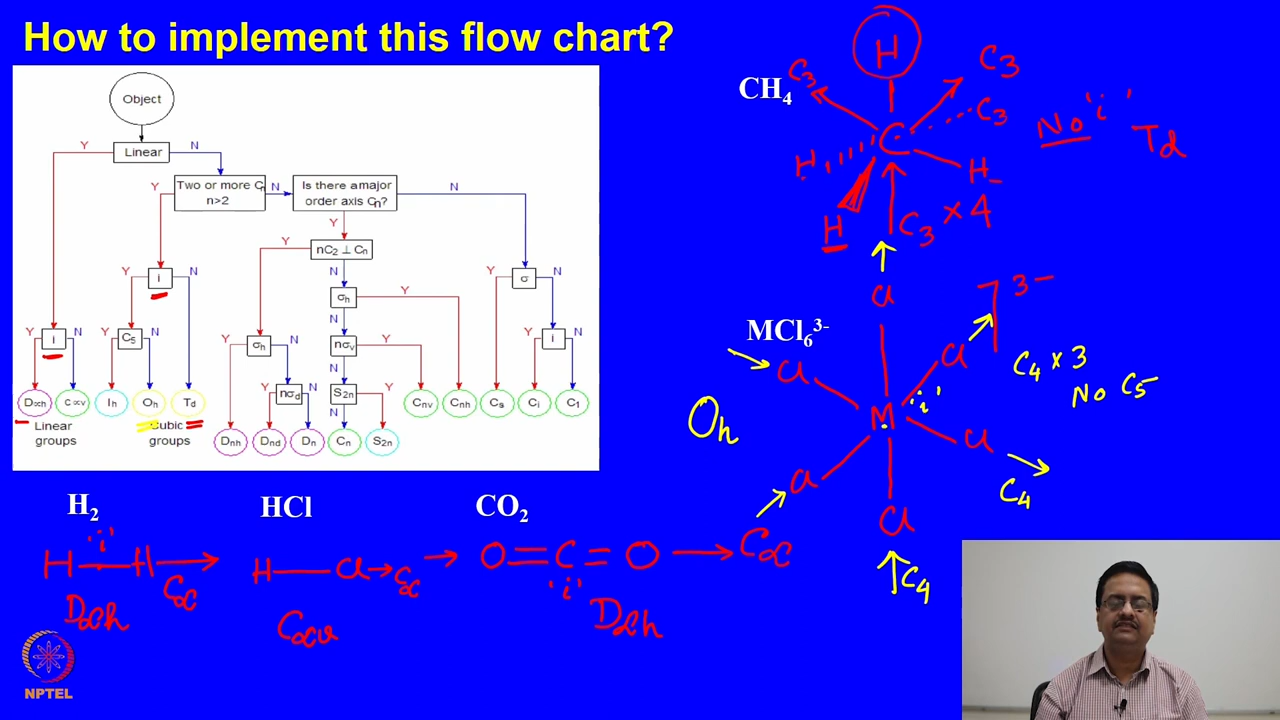 How to implement this flow chart?
Object
Y
Linear
N
Y
Two or more Cn
n>2
N
Is there a major
order axis Cn?
N
Y
Y
nC2 ⊥ Cn
Y
i
N
N
Y
σ
N
σh
Y
N
Y
i
N
Y
C5
N
Y
σh
N
nσv
Y
i
N
Y
nσd
N
N
S2n
Y
D∝h
C∝v
Ih
Oh
Td
Cnv
Cnh
Cs
Ci
C1
Linear
groups
Cubic
groups
Dnh
Dnd
Dn
N
Cn
S2n
H2
HCl
CO2
'i'
H—H → C∝
D∝h
H—Cl → C∝
C∝v
O=C=O → C∝
'i'
D∝h
CH4
H
C3
C3
C
C3
H
H
H
C3 × 4
No 'i'
Td
MCl6³⁻
Cl
3-
Cl
Cl
C4 × 3
No C5
'i'
M
Oh
Cl
Cl
C4
Cl
C4
NPTEL